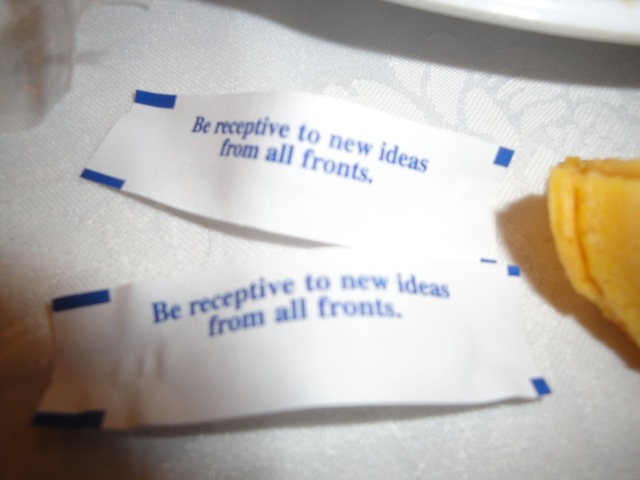 Be receptive to new ideas
from all fronts.
Be receptive to new ideas
from all fronts.